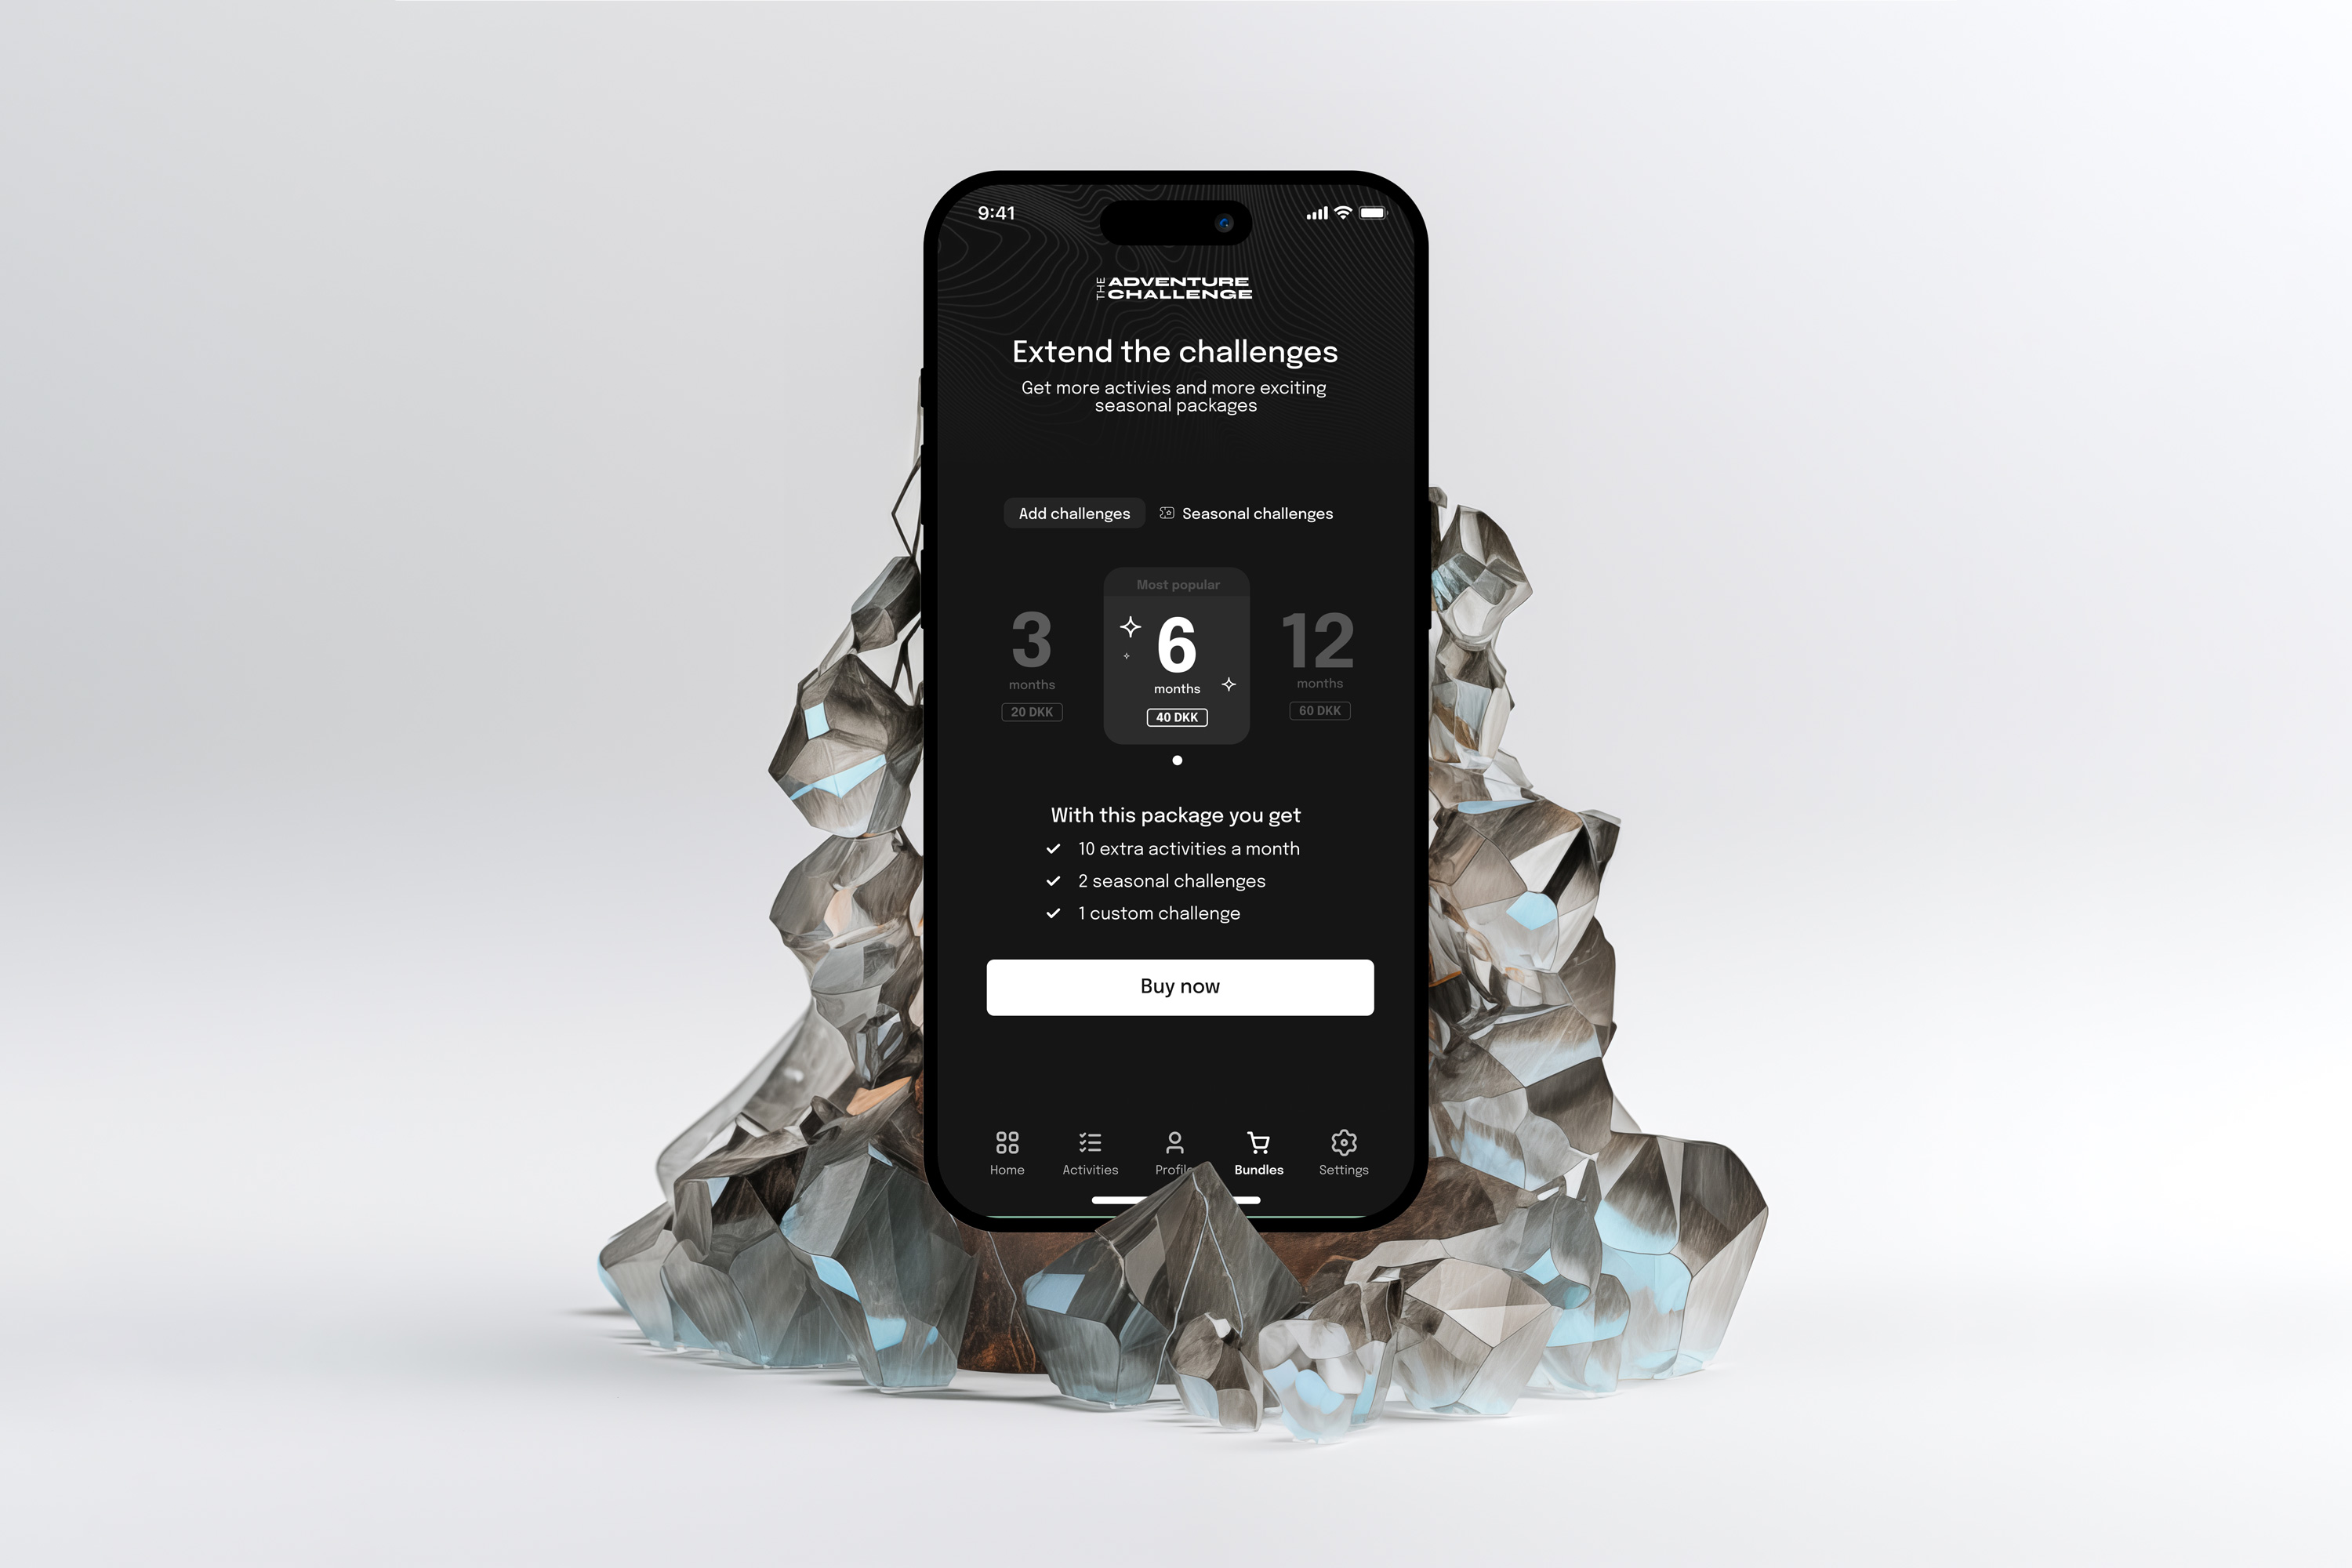 9:41
THE ADVENTURE
CHALLENGE
Extend the challenges
Get more activies and more exciting
seasonal packages
Add challenges
Seasonal challenges
Most popular
3
months
20 DKK
6
months
40 DKK
12
months
60 DKK
With this package you get
10 extra activities a month
2 seasonal challenges
1 custom challenge
Buy now
Home
Activities
Profile
Bundles
Settings